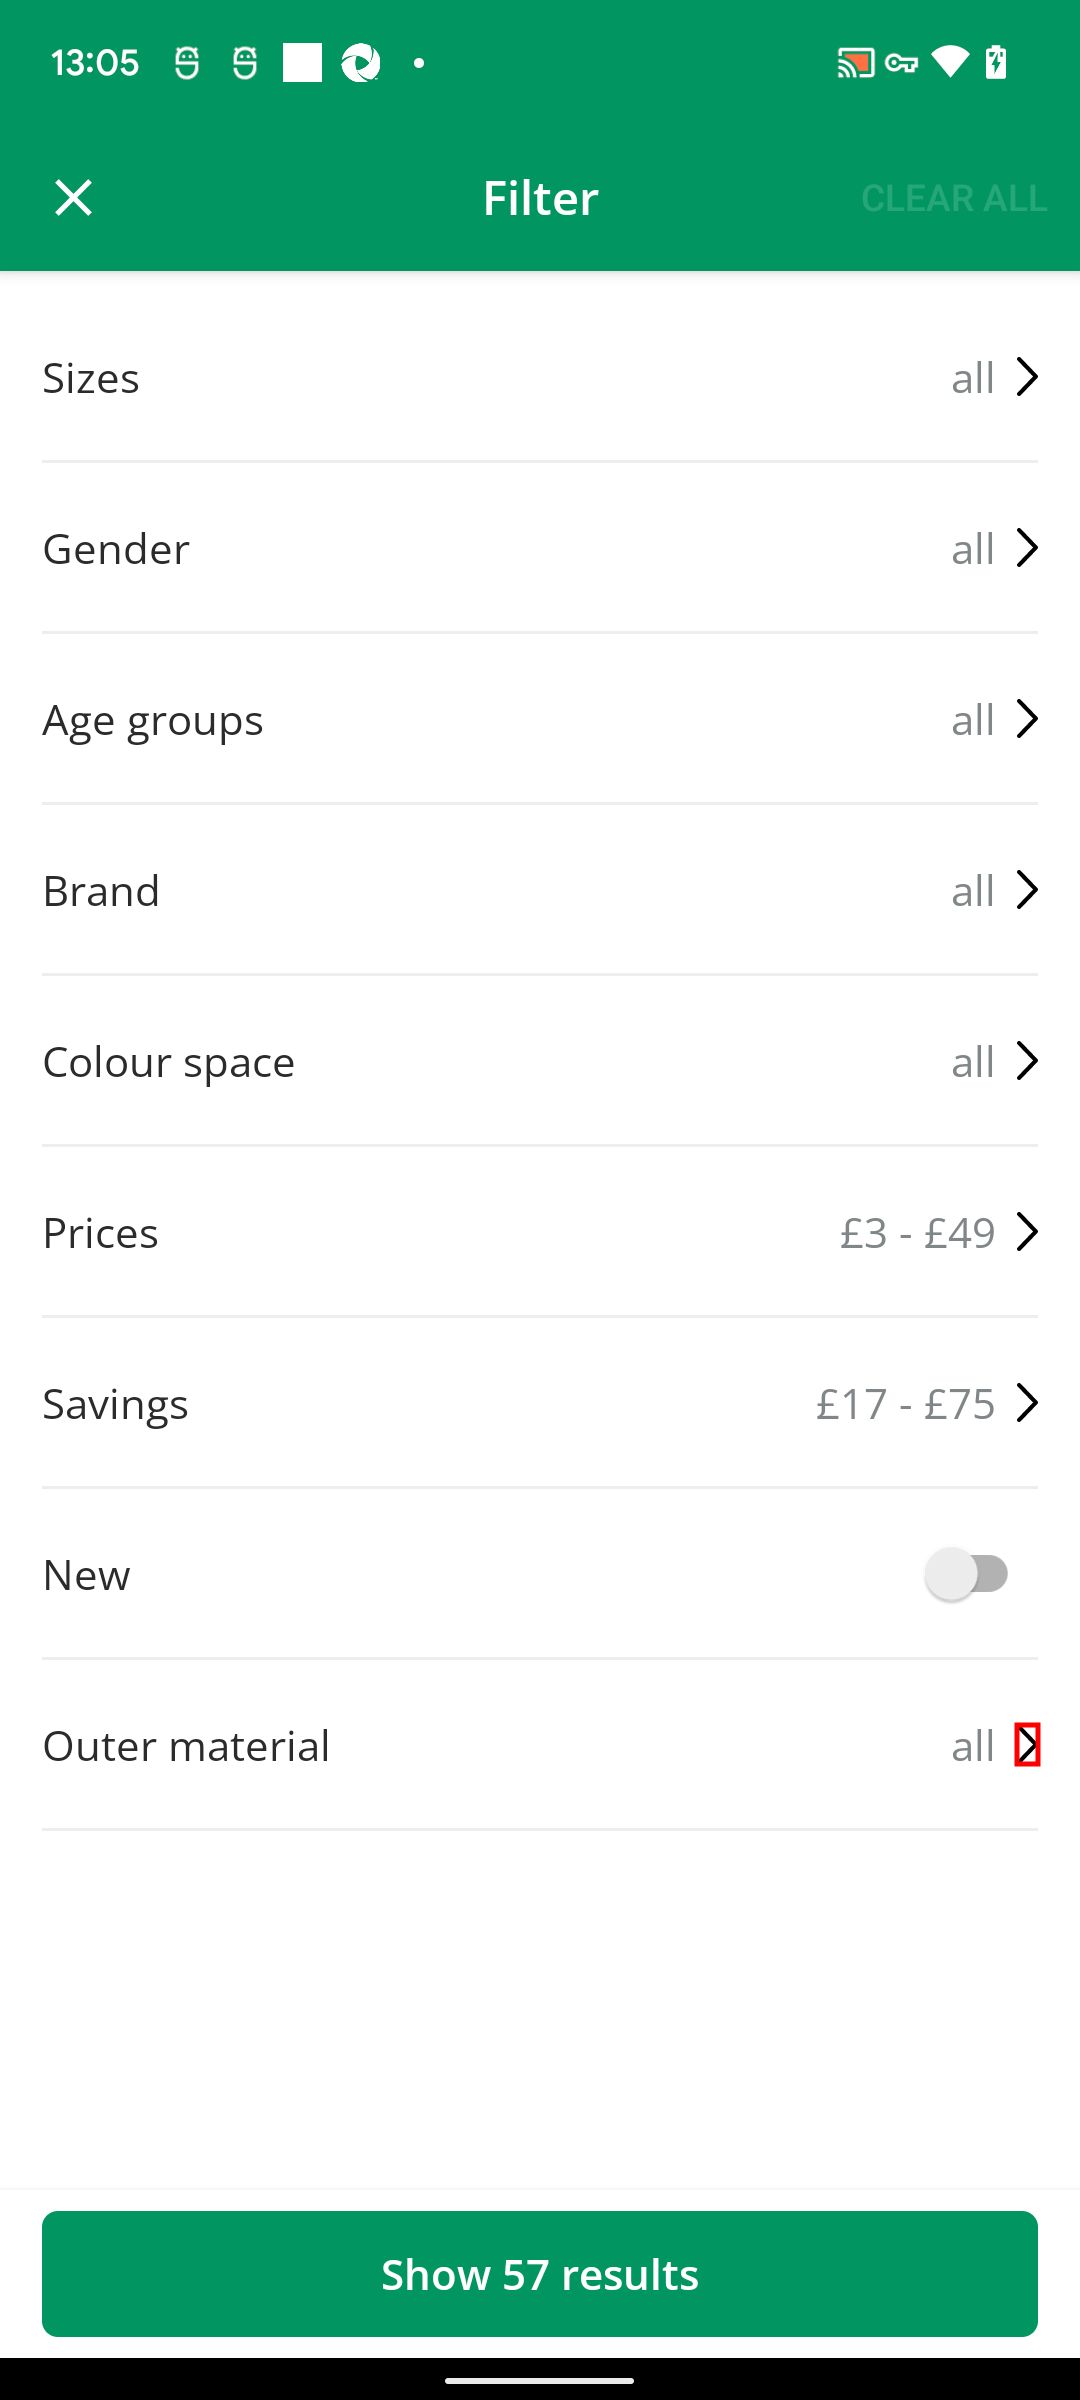 13:05
Filter
CLEAR ALL
Sizes all
Gender all
Age groups all
Brand all
Colour space all
Prices £3 - £49
Savings £17 - £75
New
Outer material all
Show 57 results